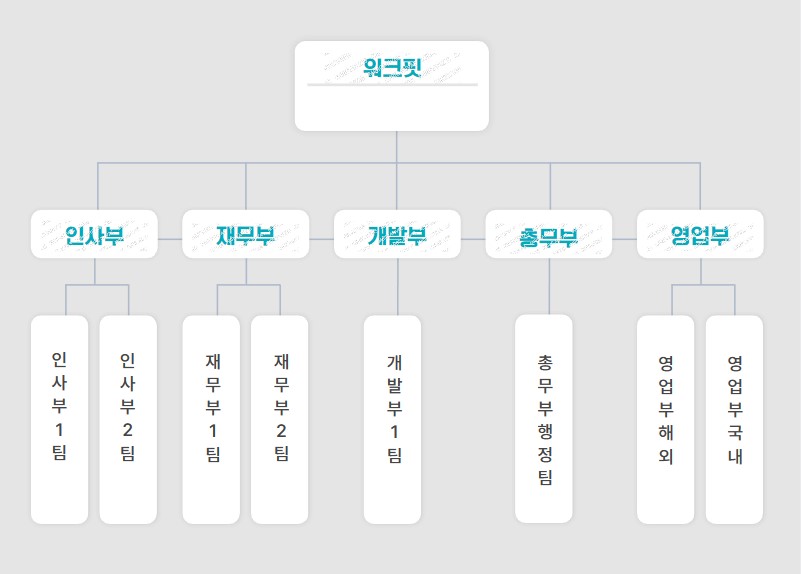 워크핏
인사부
재무부
개발부
총무부
영업부
인사부1팀
인사부2팀
재무부1팀
재무부2팀
개발부1팀
총무부행정팀
영업부해외
영업부국내